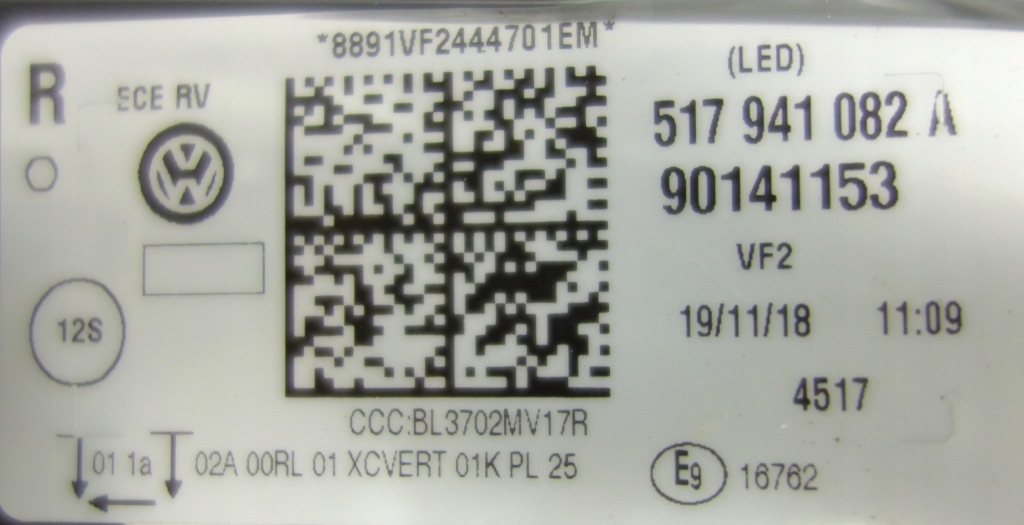 *8891VF2444701EM*
R
ECE RV
(LED)
517 941 082 A
90141153
VF2
12S
19/11/18 11:09
4517
CCC:BL3702MV17R
01 1a 02A 00RL 01 XCVERT 01K PL 25
E9 16762